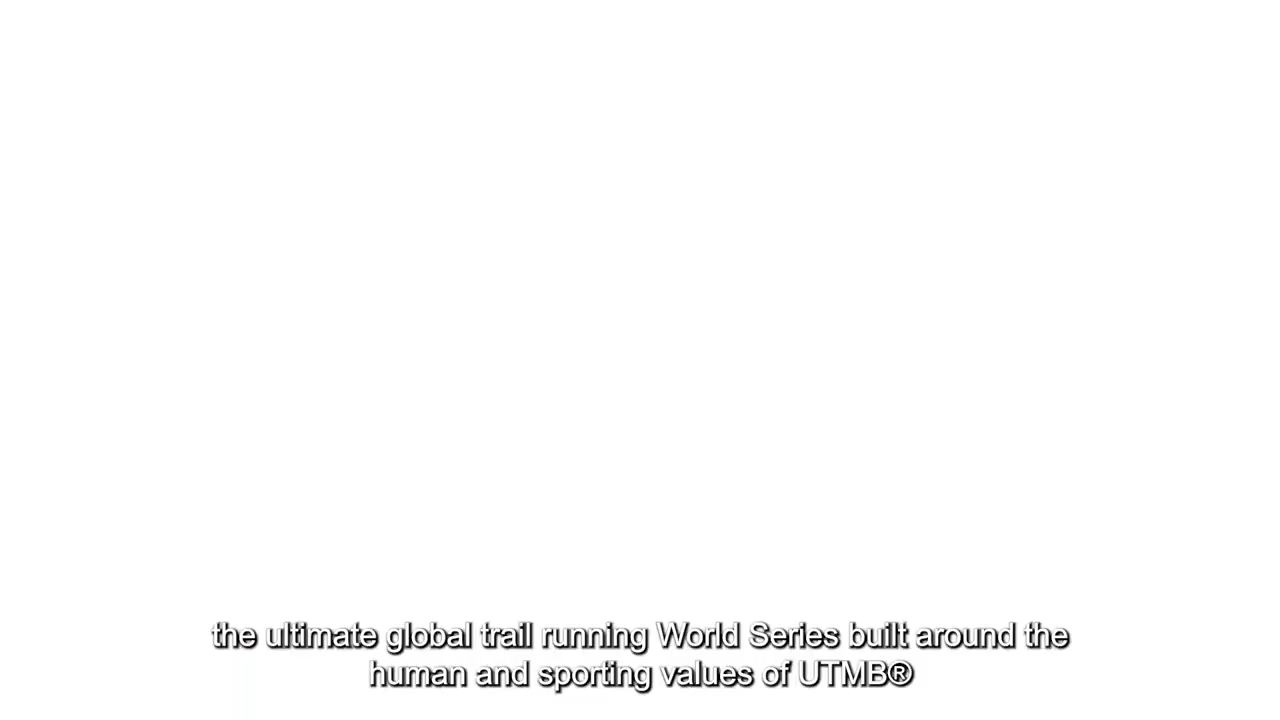 the ultimate global trail running World Series built around the
human and sporting values of UTMB®